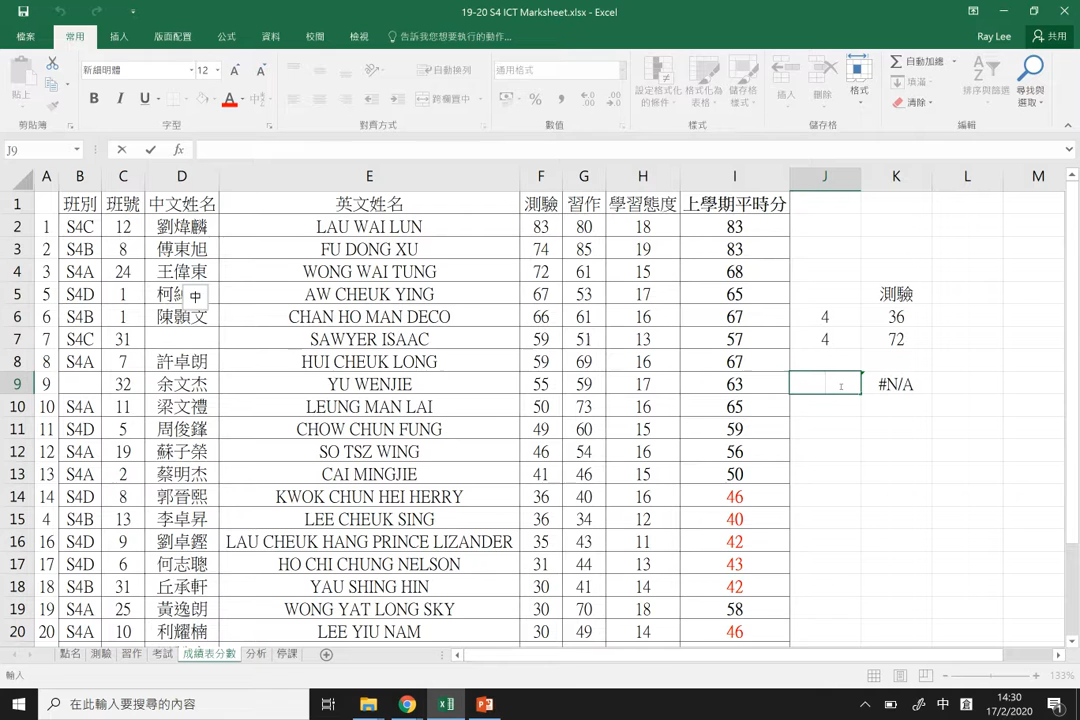 19-20 S4 ICT Marksheet.xlsx - Excel
檔案 常用 插入 版面配置 公式 資料 校閱 檢視 告訴我您想要執行的動作... Ray Lee 共用
貼上 新細明體 12 自動換列 通用格式 設定格式化的條件 格式化為表格 儲存格樣式 插入 刪除 格式 自動加總 填滿 清除 排序與篩選 尋找與選取
B I U A 中 跨欄置中 $ % , .00 .0
剪貼簿 字型 對齊方式 數值 樣式 儲存格 編輯
J9 fx
A B C D E F G H I J K L M
1 班別 班號 中文姓名 英文姓名 測驗 習作 學習態度 上學期平時分
2 1 S4C 12 劉煒麟 LAU WAI LUN 83 80 18 83
3 2 S4B 8 傅東旭 FU DONG XU 74 85 19 83
4 3 S4A 24 王偉東 WONG WAI TUNG 72 61 15 68
5 5 S4D 1 柯 中 AW CHEUK YING 67 53 17 65 測驗
6 6 S4B 1 陳顥文 CHAN HO MAN DECO 66 61 16 67 4 36
7 7 S4C 31 SAWYER ISAAC 59 51 13 57 4 72
8 8 S4A 7 許卓朗 HUI CHEUK LONG 59 69 16 67
9 9 32 余文杰 YU WENJIE 55 59 17 63 #N/A
10 10 S4A 11 梁文禮 LEUNG MAN LAI 50 73 16 65
11 11 S4D 5 周俊鋒 CHOW CHUN FUNG 49 60 15 59
12 12 S4A 19 蘇子榮 SO TSZ WING 46 54 16 56
13 13 S4A 2 蔡明杰 CAI MINGJIE 41 46 15 50
14 14 S4D 8 郭晉熙 KWOK CHUN HEI HERRY 36 40 16 46
15 4 S4B 13 李卓昇 LEE CHEUK SING 36 34 12 40
16 16 S4D 9 劉卓鏗 LAU CHEUK HANG PRINCE LIZANDER 35 43 11 42
17 17 S4D 6 何志聰 HO CHI CHUNG NELSON 31 44 13 43
18 18 S4B 31 丘承軒 YAU SHING HIN 30 41 14 42
19 19 S4A 25 黃逸朗 WONG YAT LONG SKY 30 70 18 58
20 20 S4A 10 利耀楠 LEE YIU NAM 30 49 14 46
點名 測驗 習作 考試 成績表分數 分析 停課
輸入 133%
在此輸入要搜尋的內容 中 14:30
17/2/2020 1